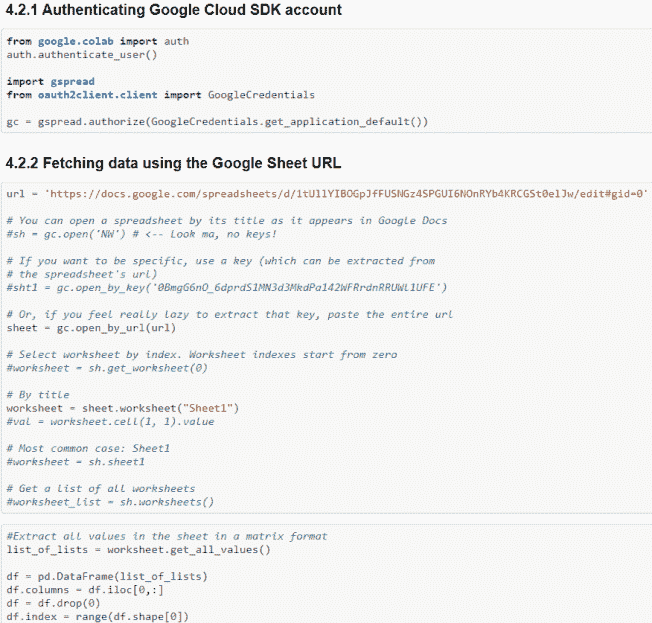 4.2.1 Authenticating Google Cloud SDK account
from google.colab import auth
auth.authenticate_user()
import gspread
from oauth2client.client import GoogleCredentials
gc = gspread.authorize(GoogleCredentials.get_application_default())
4.2.2 Fetching data using the Google Sheet URL
url = 'https://docs.google.com/spreadsheets/d/1tUllYIBOGpJfFUSNGz4SPGUI6NOnRYb4KRCGSt0elJw/edit#gid=0'
# You can open a spreadsheet by its title as it appears in Google Docs
#sh = gc.open('NW') # <-- Look ma, no keys!
# If you want to be specific, use a key (which can be extracted from
# the spreadsheet's url)
#sht1 = gc.open_by_key('0BmgG6nO_6dprdS1MN3d3MkdPa142WFRrdnRRUWl1UFE')
# Or, if you feel really lazy to extract that key, paste the entire url
sheet = gc.open_by_url(url)
# Select worksheet by index. Worksheet indexes start from zero
#worksheet = sh.get_worksheet(0)
# By title
worksheet = sheet.worksheet("Sheet1")
#val = worksheet.cell(1, 1).value
# Most common case: Sheet1
#worksheet = sh.sheet1
# Get a list of all worksheets
#worksheet_list = sh.worksheets()
#Extract all values in the sheet in a matrix format
list_of_lists = worksheet.get_all_values()
df = pd.DataFrame(list_of_lists)
df.columns = df.iloc[0,:]
df = df.drop(0)
df.index = range(df.shape[0])